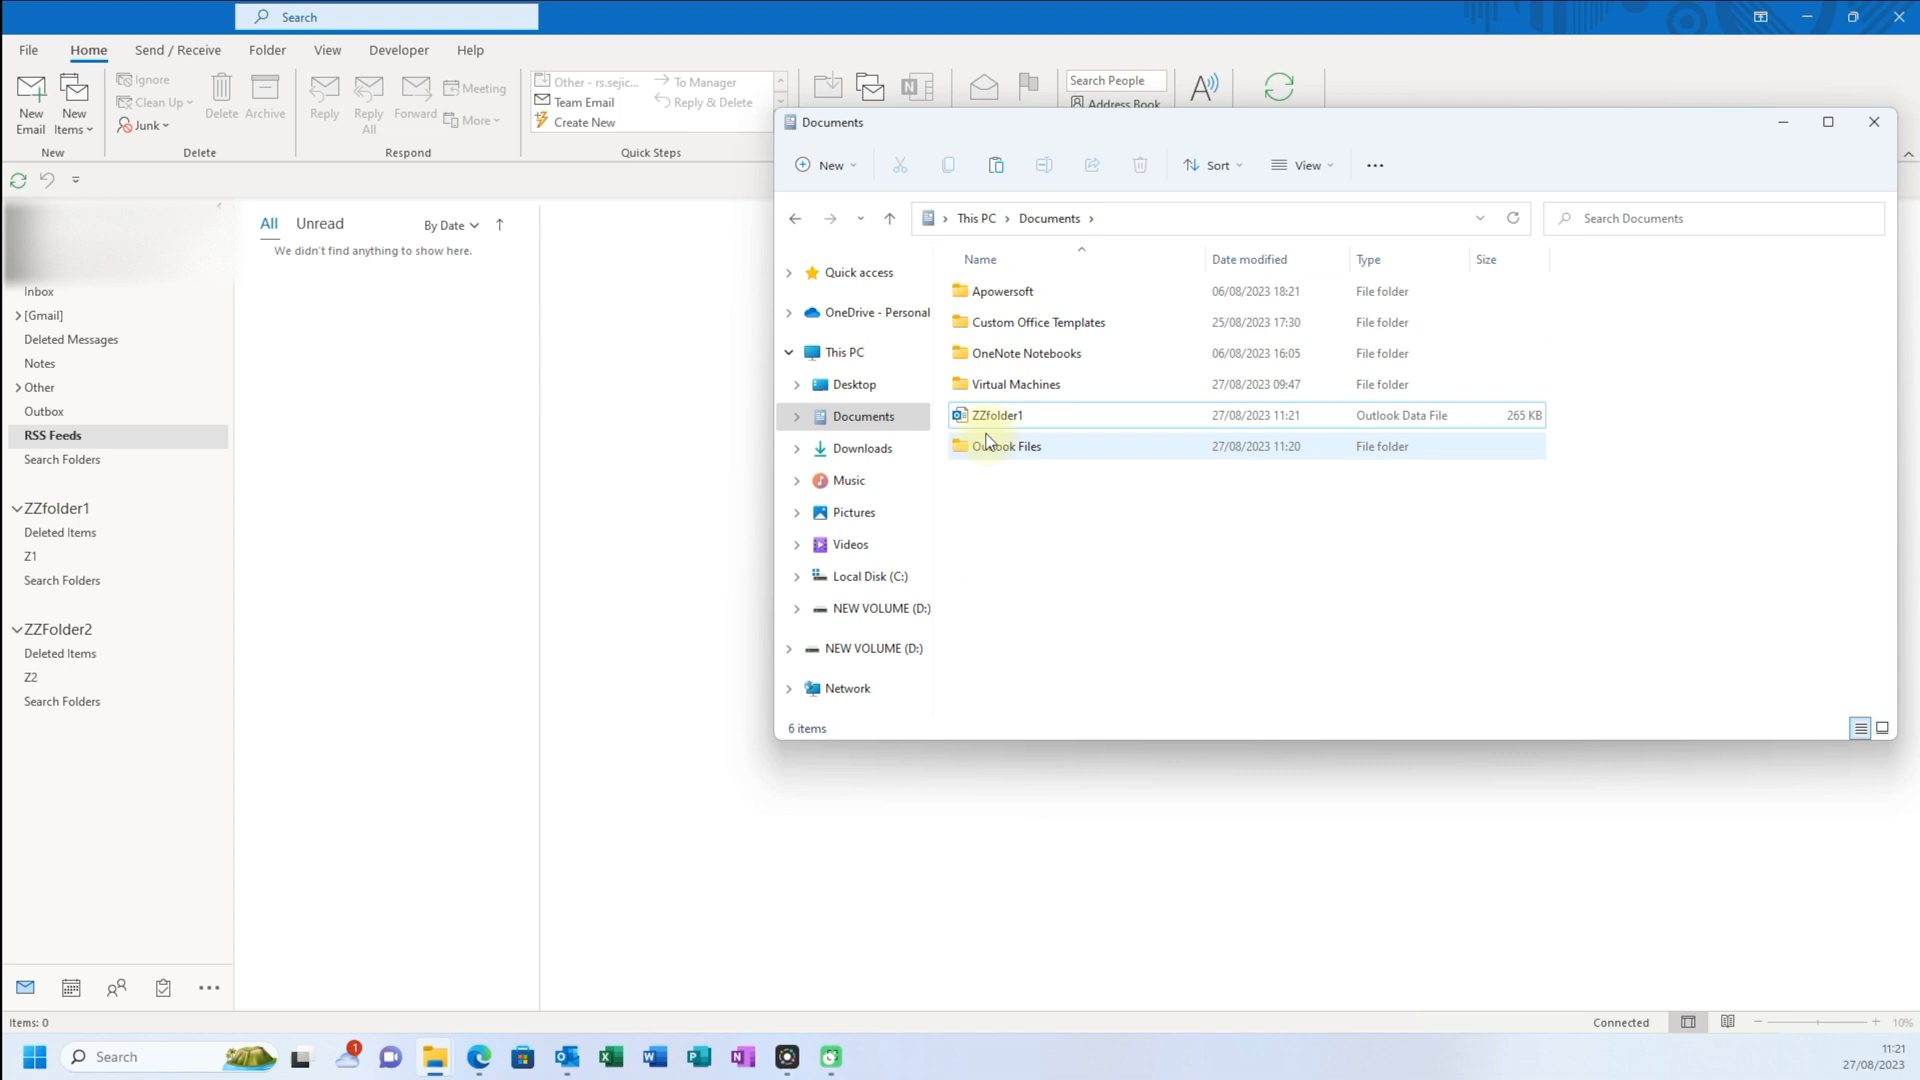 Search
File Home Send / Receive Folder View Developer Help
New Email
New Items
Ignore
Clean Up
Junk
Delete
Archive
Reply
Reply All
Forward
Meeting
More
Other - rs.sejic...
Team Email
Create New
To Manager
Reply & Delete
Search People
Address Book
New
Delete
Respond
Quick Steps
All Unread By Date
We didn't find anything to show here.
Inbox
[Gmail]
Deleted Messages
Notes
Other
Outbox
RSS Feeds
Search Folders
ZZfolder1
Deleted Items
Z1
Search Folders
ZZFolder2
Deleted Items
Z2
Search Folders
Documents
New Sort View
This PC Documents
Search Documents
Quick access
OneDrive - Personal
This PC
Desktop
Documents
Downloads
Music
Pictures
Videos
Local Disk (C:)
NEW VOLUME (D:)
NEW VOLUME (D:)
Network
Name Date modified Type Size
Apowersoft 06/08/2023 18:21 File folder
Custom Office Templates 25/08/2023 17:30 File folder
OneNote Notebooks 06/08/2023 16:05 File folder
Virtual Machines 27/08/2023 09:47 File folder
ZZfolder1 27/08/2023 11:21 Outlook Data File 265 KB
Outlook Files 27/08/2023 11:20 File folder
6 items
Items: 0
Connected
10%
Search
1
11:21
27/08/2023